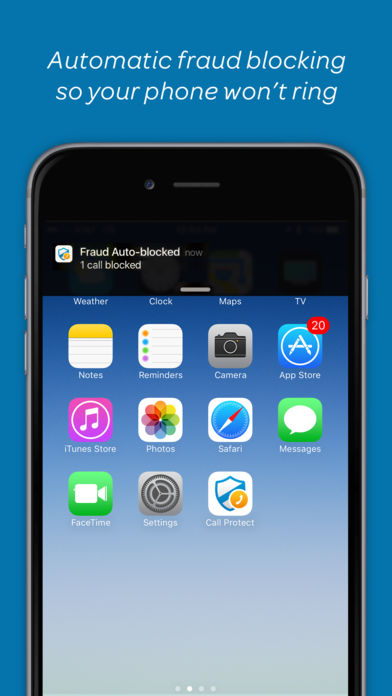 Automatic fraud blocking
so your phone won't ring
Fraud Auto-blocked now
1 call blocked
Weather Clock Maps TV
20
Notes Reminders Camera App Store
iTunes Store Photos Safari Messages
FaceTime Settings Call Protect